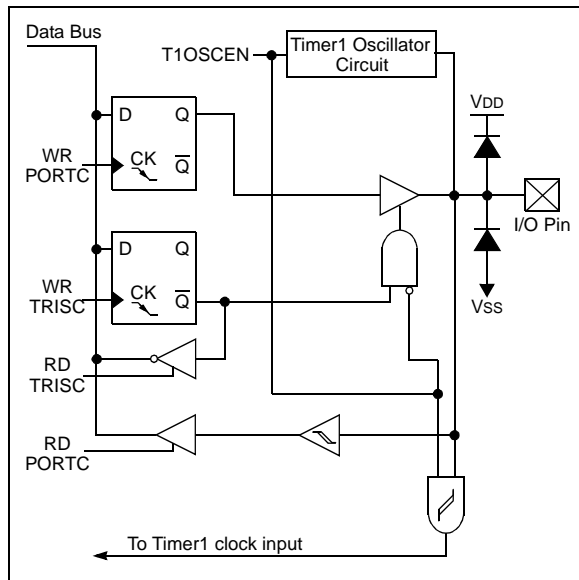 Data Bus
T1OSCEN
Timer1 Oscillator
Circuit
VDD
D Q
WR
PORTC
CK
Q
I/O Pin
D Q
WR
TRISC
CK
Q
VSS
RD
TRISC
RD
PORTC
To Timer1 clock input